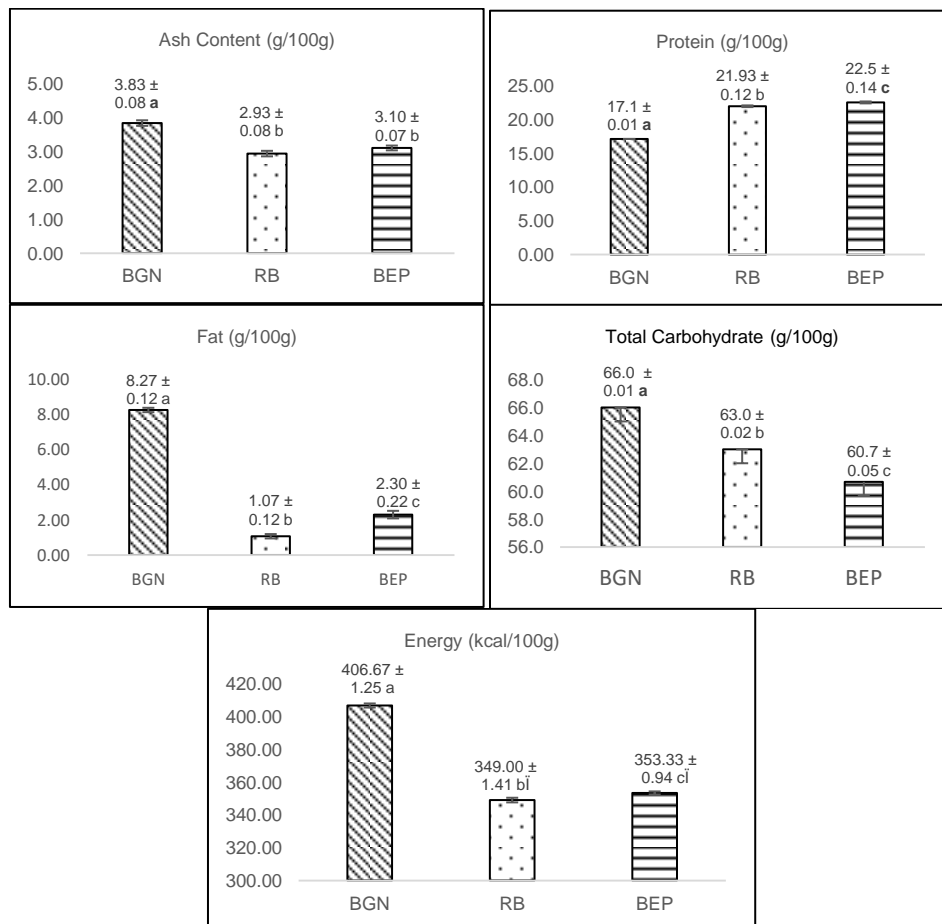 Ash Content (g/100g)
5.00
4.00
3.00
2.00
1.00
0.00
3.83 ±
0.08 a
2.93 ±
0.08 b
3.10 ±
0.07 b
BGN
RB
BEP
Protein (g/100g)
25.00
20.00
15.00
10.00
5.00
0.00
17.1 ±
0.01 a
21.93 ±
0.12 b
22.5 ±
0.14 c
BGN
RB
BEP
Fat (g/100g)
10.00
8.00
6.00
4.00
2.00
0.00
8.27 ±
0.12 a
1.07 ±
0.12 b
2.30 ±
0.22 c
BGN
RB
BEP
Total Carbohydrate (g/100g)
68.0
66.0
64.0
62.0
60.0
58.0
56.0
66.0 ±
0.01 a
63.0 ±
0.02 b
60.7 ±
0.05 c
BGN
RB
BEP
Energy (kcal/100g)
420.00
400.00
380.00
360.00
340.00
320.00
300.00
406.67 ±
1.25 a
349.00 ±
1.41 bÏ
353.33 ±
0.94 cÏ
BGN
RB
BEP